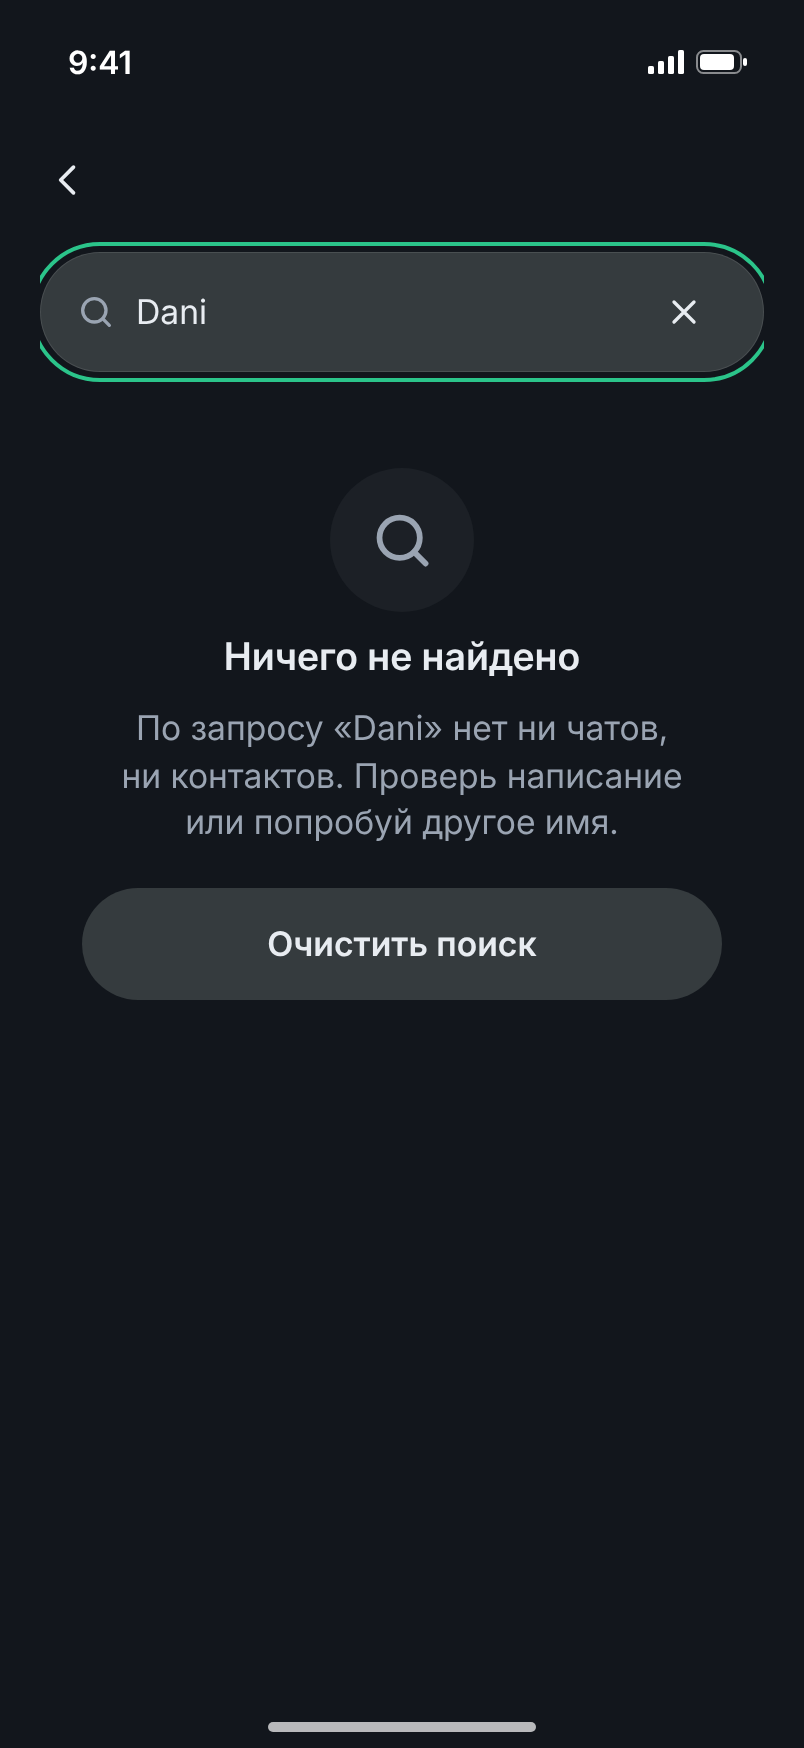 9:41
Dani
Ничего не найдено
По запросу «Dani» нет ни чатов,
ни контактов. Проверь написание
или попробуй другое имя.
Очистить поиск